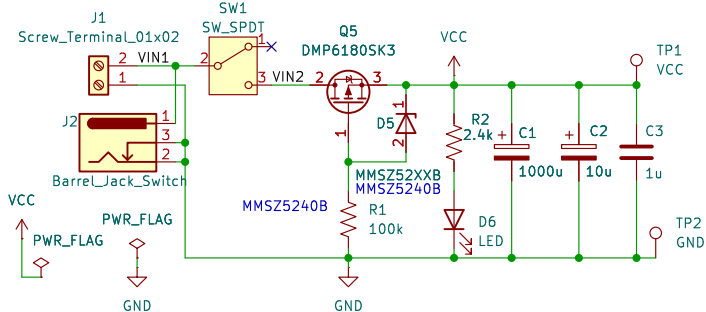 J1
Screw_Terminal_01x02
2
1
VIN1
SW1
SW_SPDT
2
1
3
VIN2
Q5
DMP6180SK3
2
3
1
VCC
TP1
VCC
J2
1
3
2
Barrel_Jack_Switch
D5
1
2
MMSZ52XXB
MMSZ5240B
MMSZ5240B
R1
100k
R2
2.4k
D6
LED
C1
1000u
C2
10u
C3
1u
TP2
GND
VCC
PWR_FLAG
PWR_FLAG
GND
GND